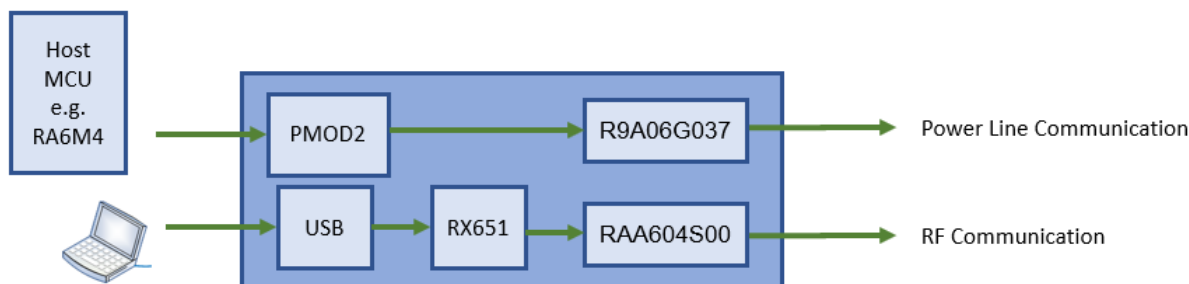 Host
MCU
e.g.
RA6M4
PMOD2
R9A06G037
Power Line Communication
USB
RX651
RAA604S00
RF Communication